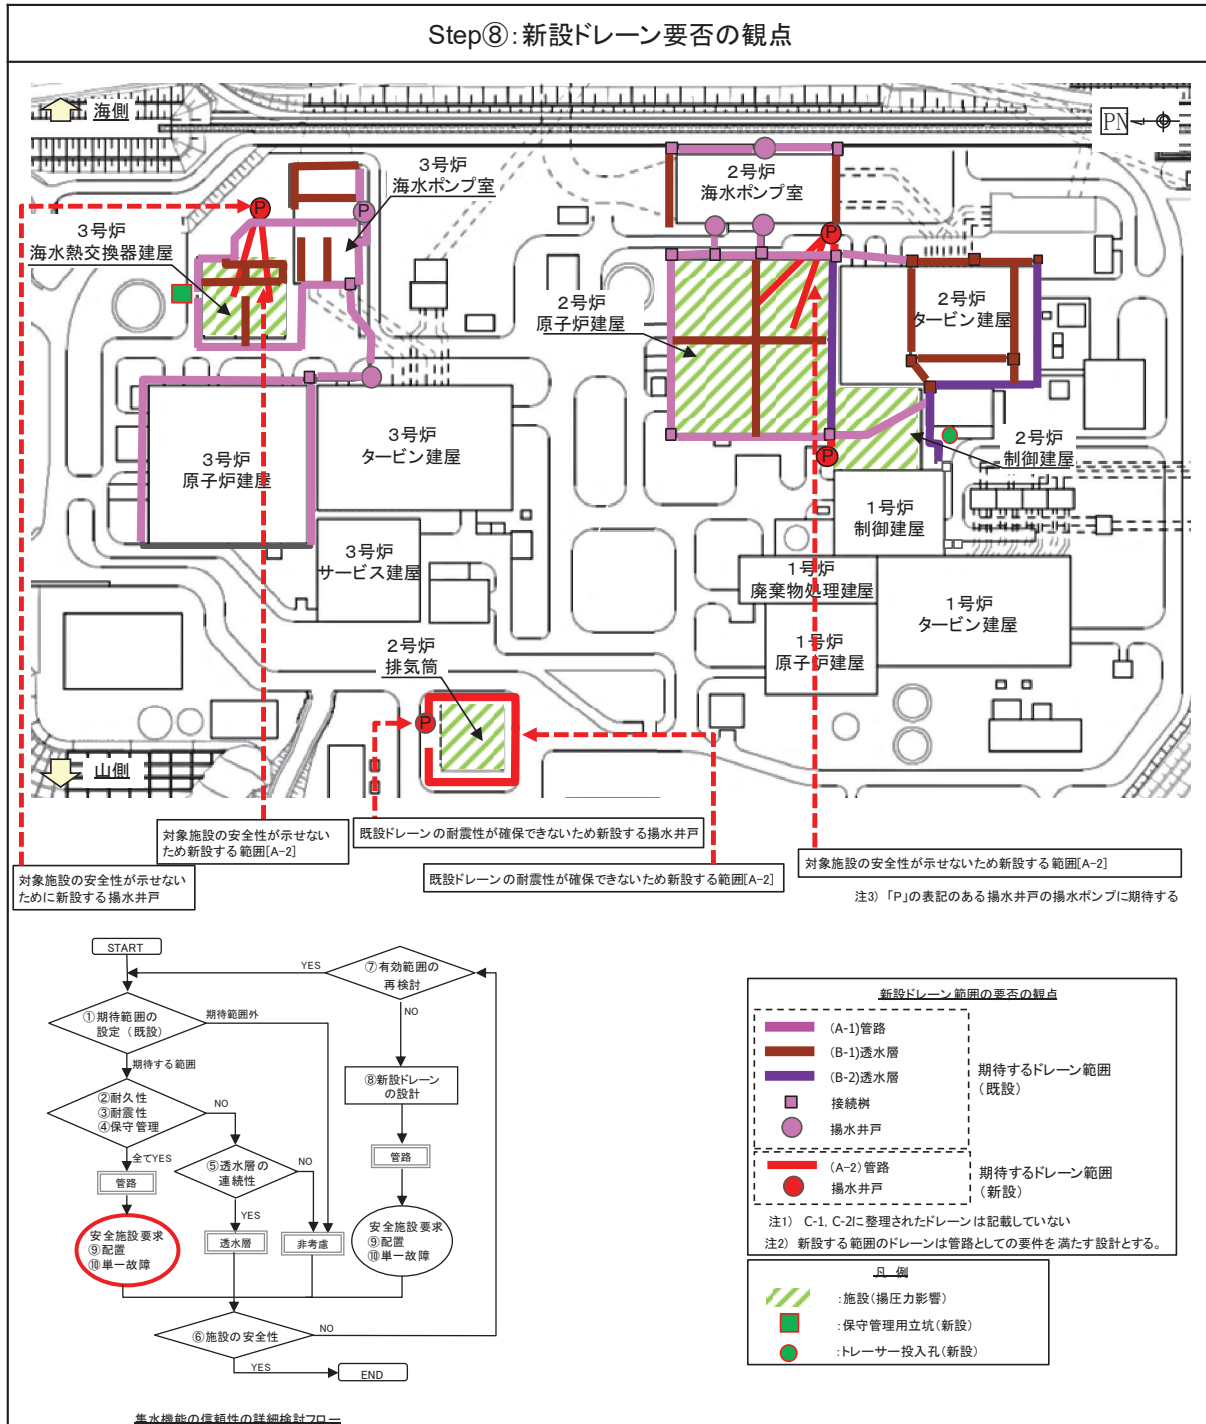 Step⑧：新設ドレーン要否の観点
海側
PN
3号炉
海水ポンプ室
2号炉
海水ポンプ室
P
P
P
3号炉
海水熱交換器建屋
2号炉
原子炉建屋
2号炉
タービン建屋
3号炉
原子炉建屋
3号炉
タービン建屋
P
2号炉
制御建屋
1号炉
制御建屋
3号炉
サービス建屋
1号炉
廃棄物処理建屋
1号炉
タービン建屋
1号炉
原子炉建屋
2号炉
排気筒
P
山側
対象施設の安全性が示せない
ため新設する範囲[A-2]
既設ドレーンの耐震性が確保できないため新設する揚水井戸
対象施設の安全性が示せないため新設する範囲[A-2]
対象施設の安全性が示せない
ために新設する揚水井戸
既設ドレーンの耐震性が確保できないため新設する範囲[A-2]
注3）「P」の表記のある揚水井戸の揚水ポンプに期待する
START
YES
⑦有効範囲の
再検討
NO
①期待範囲の
設定（既設）
期待範囲外
期待する範囲
②耐久性
③耐震性
④保守管理
NO
⑧新設ドレーン
の設計
全てYES
管路
⑤透水層の
連続性
NO
管路
YES
安全施設要求
⑨配置
⑩単一故障
透水層
非考慮
安全施設要求
⑨配置
⑩単一故障
⑥施設の安全性
NO
YES
END
集水機能の信頼性の詳細検討フロー
新設ドレーン範囲の要否の観点
(A-1)管路
(B-1)透水層
(B-2)透水層
接続桝
揚水井戸
期待するドレーン範囲
（既設）
(A-2)管路
揚水井戸
期待するドレーン範囲
（新設）
注1） C-1, C-2に整理されたドレーンは記載していない
注2） 新設する範囲のドレーンは管路としての要件を満たす設計とする。
凡 例
：施設（揚圧力影響）
：保守管理用立坑（新設）
：トレーサー投入孔（新設）